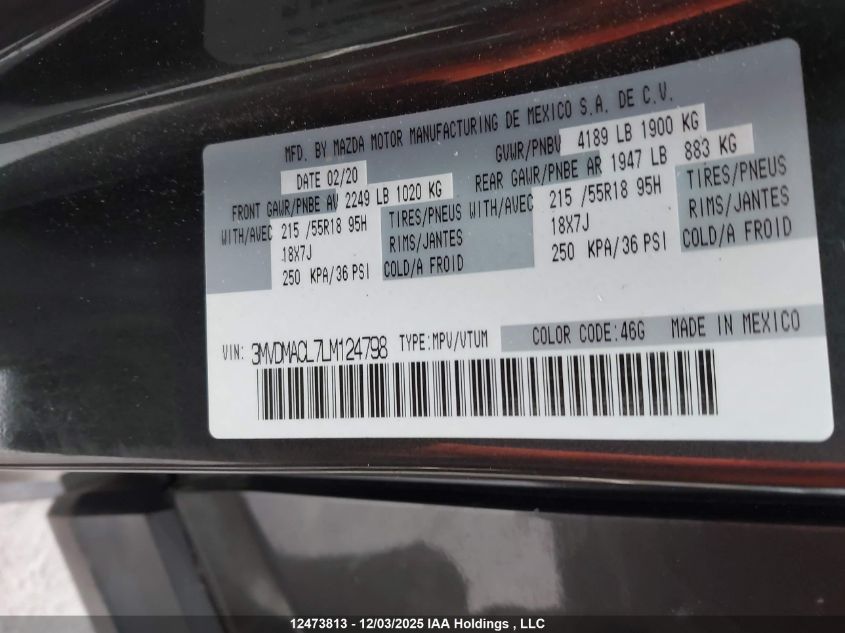 MFD. BY MAZDA MOTOR MANUFACTURING DE MEXICO S.A. DE C.V.
DATE 02/20
GVWR/PNBV 4189 LB 1900 KG
FRONT GAWR/PNBE AV 2249 LB 1020 KG
WITH/AVEC 215 /55R18 95H TIRES/PNEUS
18X7J RIMS/JANTES
250 KPA/36 PSI COLD/A FROID
REAR GAWR/PNBE AR 1947 LB 883 KG
WITH/AVEC 215 /55R18 95H TIRES/PNEUS
18X7J RIMS/JANTES
250 KPA/36 PSI COLD/A FROID
VIN: 3MVDMACL7LM124798 TYPE:MPV/VTUM COLOR CODE:46G MADE IN MEXICO
12473813 - 12/03/2025 IAA Holdings , LLC